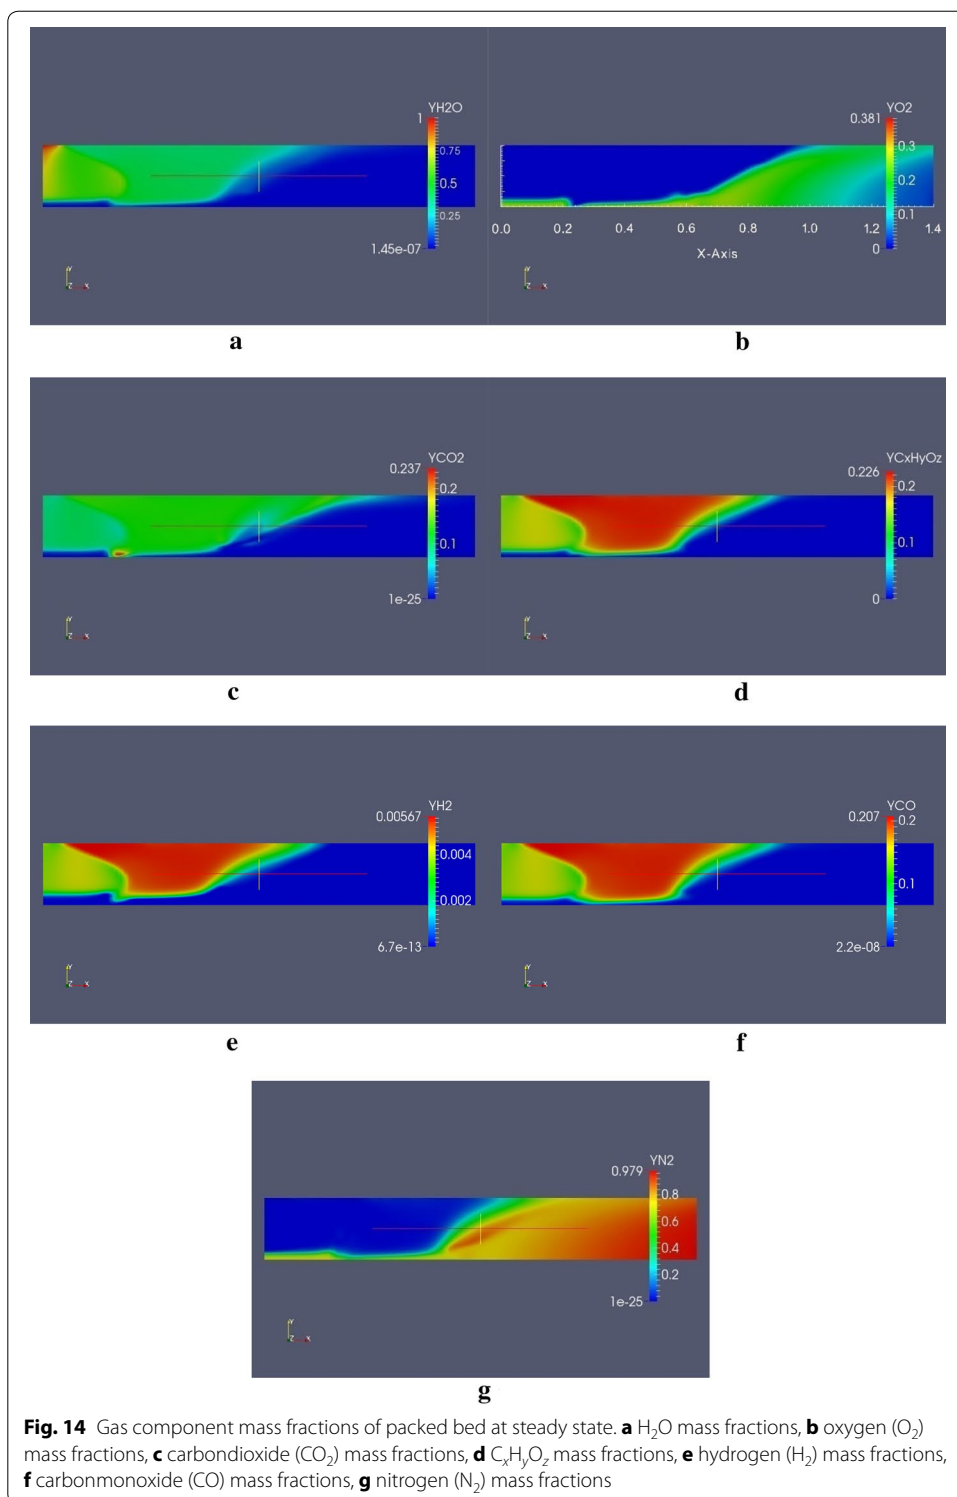 YH2O
1
0.75
0.5
0.25
1.45e-07
Y
Z X
a
YO2
0.381
0.3
0.2
0.1
0
0.0 0.2 0.4 0.6 0.8 1.0 1.2 1.4
X-Axis
Y
Z X
b
YCO2
0.237
0.2
0.1
1e-25
Y
Z X
c
YCxHyOz
0.226
0.2
0.1
0
Y
Z X
d
YH2
0.00567
0.004
0.002
6.7e-13
Y
Z X
e
YCO
0.207
0.2
0.1
2.2e-08
Y
Z X
f
YN2
0.979
0.8
0.6
0.4
0.2
1e-25
Y
Z X
g
Fig. 14 Gas component mass fractions of packed bed at steady state. a H₂O mass fractions, b oxygen (O₂)
mass fractions, c carbondioxide (CO₂) mass fractions, d CₓHᵧO𝓏 mass fractions, e hydrogen (H₂) mass fractions,
f carbonmonoxide (CO) mass fractions, g nitrogen (N₂) mass fractions